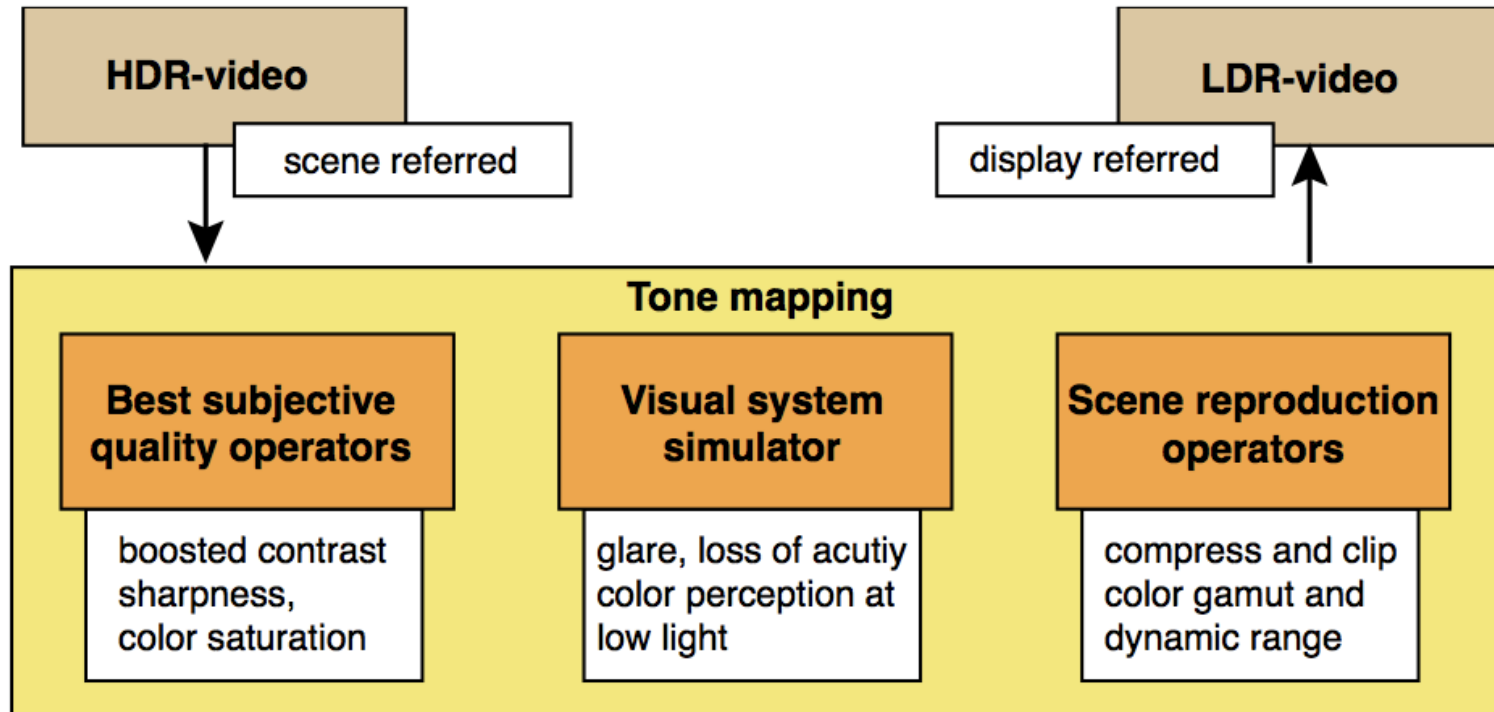 HDR-video
scene referred
LDR-video
display referred
Tone mapping
Best subjective
quality operators
boosted contrast
sharpness,
color saturation
Visual system
simulator
glare, loss of acutiy
color perception at
low light
Scene reproduction
operators
compress and clip
color gamut and
dynamic range